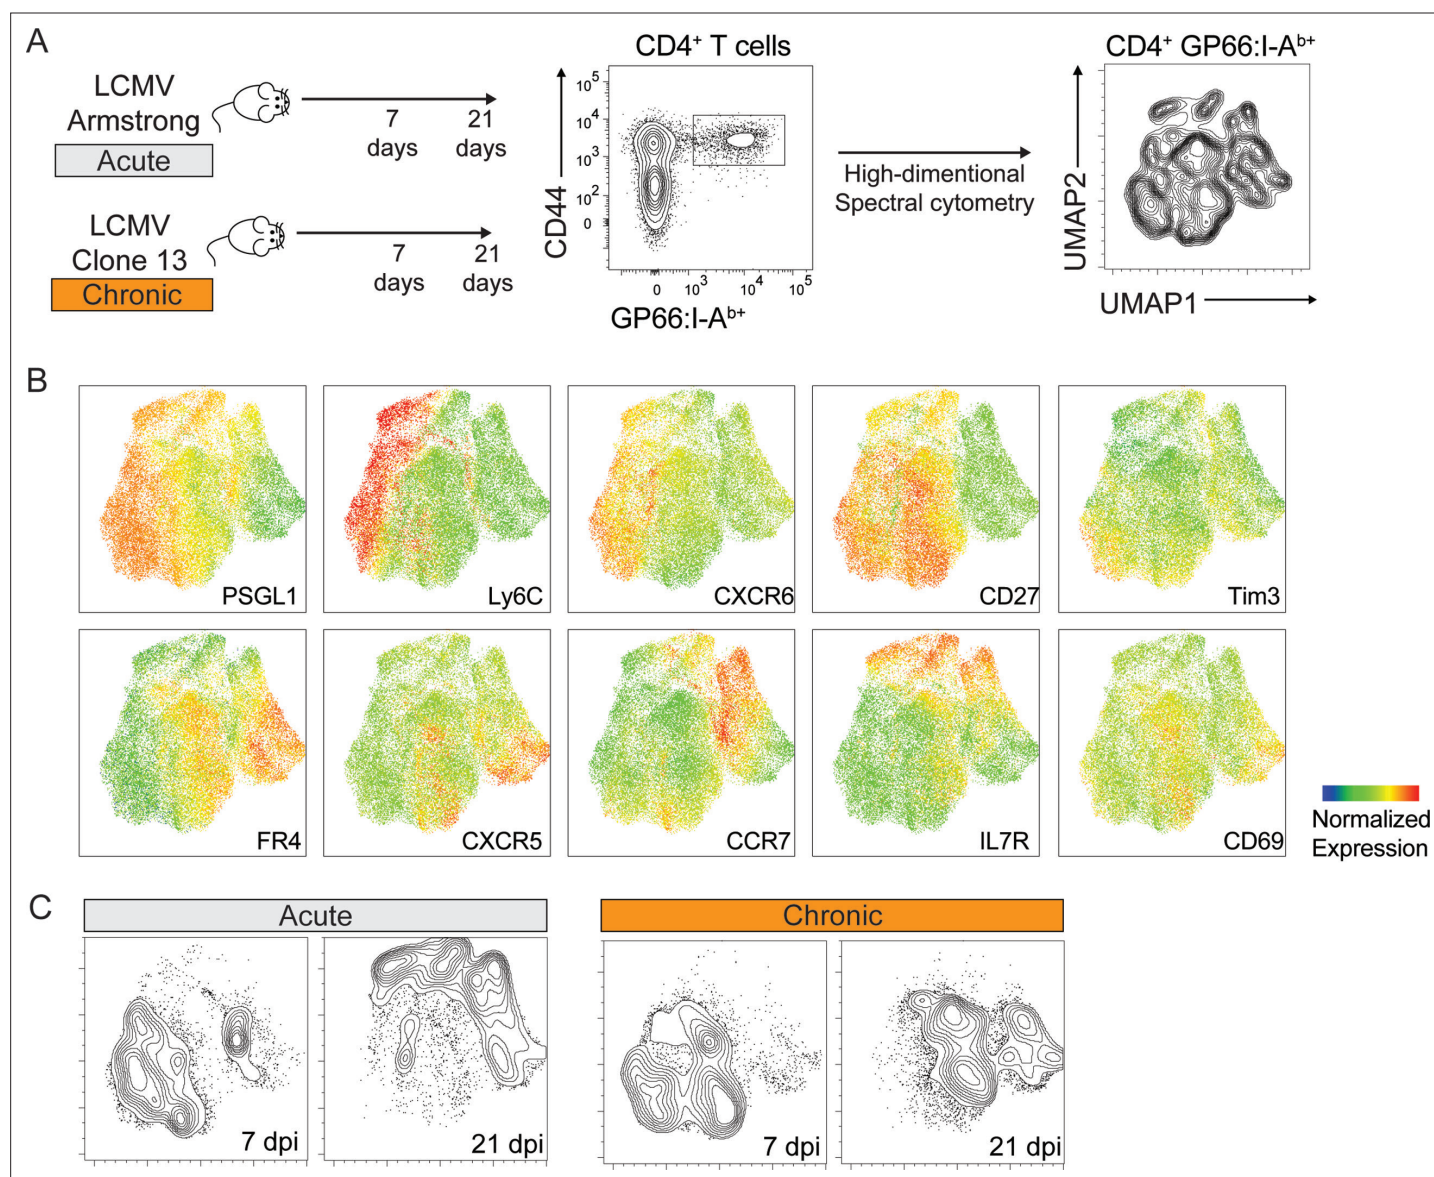 A
LCMV
Armstrong
Acute
7
days
21
days
LCMV
Clone 13
Chronic
7
days
21
days
CD4⁺ T cells
CD44
10⁵
10⁴
10³
10²
0
0
10³
10⁴
10⁵
GP66:I-Aᵇ⁺
High-dimentional
Spectral cytometry
CD4⁺ GP66:I-Aᵇ⁺
UMAP2
UMAP1
B
PSGL1
Ly6C
CXCR6
CD27
Tim3
FR4
CXCR5
CCR7
IL7R
CD69
Normalized
Expression
C
Acute
Chronic
7 dpi
21 dpi
7 dpi
21 dpi